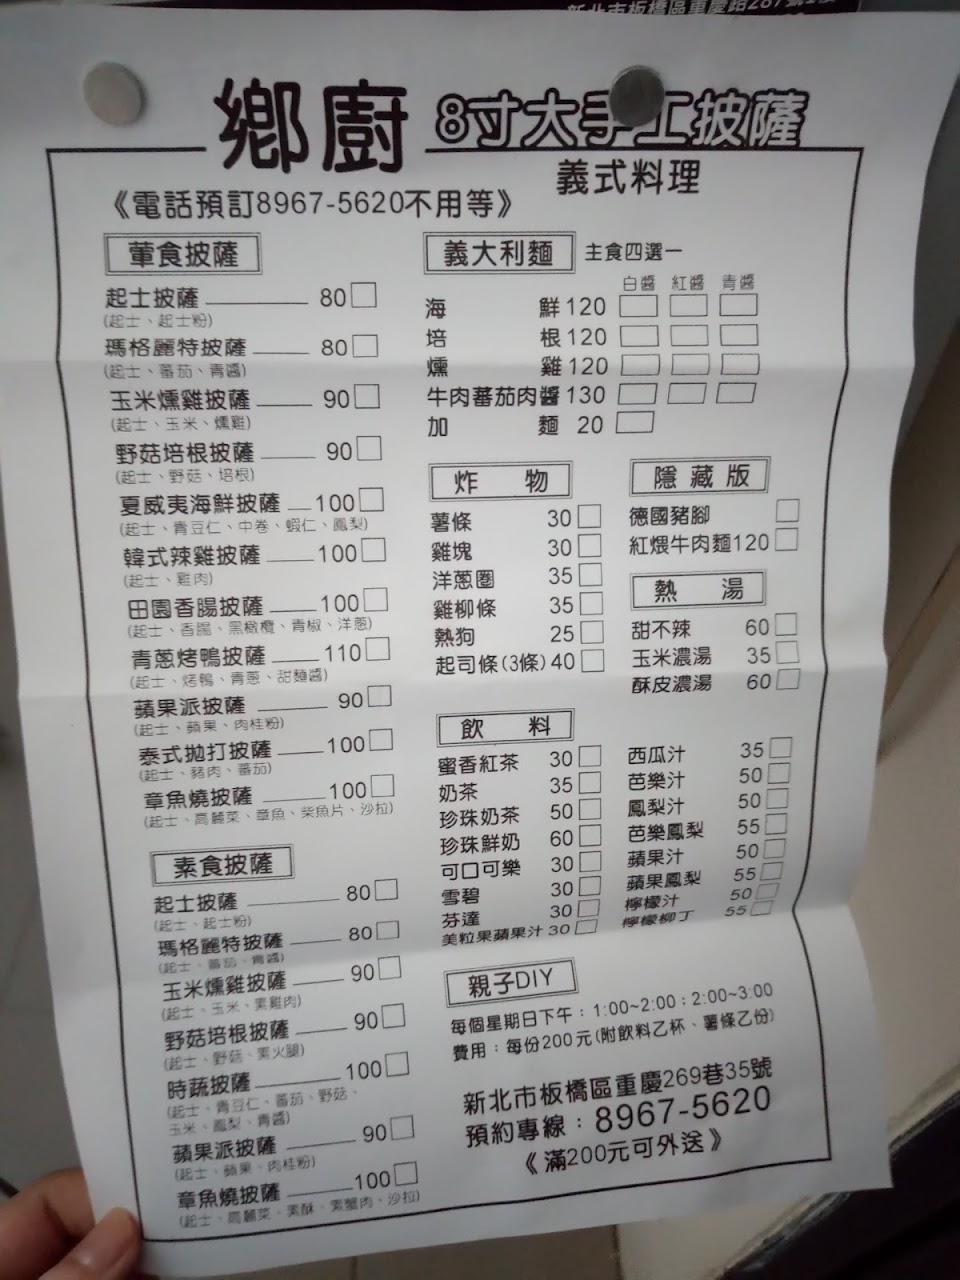 新北市板橋區重慶路287號1樓
鄉廚 8寸大手工披薩
義式料理
《電話預訂8967-5620不用等》
葷食披薩
起士披薩 80
(起士、起士粉)
瑪格麗特披薩 80
(起士、蕃茄、青醬)
玉米燻雞披薩 90
(起士、玉米、燻雞)
野菇培根披薩 90
(起士、野菇、培根)
夏威夷海鮮披薩 100
(起士、青豆仁、中卷、蝦仁、鳳梨)
韓式辣雞披薩 100
(起士、雞肉)
田園香腸披薩 100
(起士、香腸、黑橄欖、青椒、洋蔥)
青蔥烤鴨披薩 110
(起士、烤鴨、青蔥、甜麵醬)
蘋果派披薩 90
(起士、蘋果、肉桂粉)
泰式拋打披薩 100
(起士、豬肉、蕃茄)
章魚燒披薩 100
(起士、高麗菜、章魚、柴魚片、沙拉)
素食披薩
起士披薩 80
(起士、起士粉)
瑪格麗特披薩 80
(起士、蕃茄、青醬)
玉米燻雞披薩 90
(起士、玉米、素雞肉)
野菇培根披薩 90
(起士、野菇、素火腿)
時蔬披薩 100
(起士、青豆仁、蕃茄、野菇、
玉米、鳳梨、青醬)
蘋果派披薩 90
(起士、蘋果、肉桂粉)
章魚燒披薩 100
(起士、高麗菜、素酥、素蟹肉、沙拉)
義大利麵 主食四選一
白醬 紅醬 青醬
海鮮 120
培根 120
燻雞 120
牛肉蕃茄肉醬 130
加麵 20
炸物
薯條 30
雞塊 30
洋蔥圈 35
雞柳條 35
熱狗 25
起司條(3條) 40
隱藏版
德國豬腳
紅煨牛肉麵 120
熱湯
甜不辣 60
玉米濃湯 35
酥皮濃湯 60
飲料
蜜香紅茶 30
奶茶 35
珍珠奶茶 50
珍珠鮮奶 60
可口可樂 30
雪碧 30
芬達 30
美粒果蘋果汁 30
西瓜汁 35
芭樂汁 50
鳳梨汁 50
芭樂鳳梨 55
蘋果汁 50
蘋果鳳梨 55
檸檬汁 50
檸檬柳丁 55
親子DIY
每個星期日下午：1:00~2:00；2:00~3:00
費用：每份200元(附飲料乙杯、薯條乙份)
新北市板橋區重慶269巷35號
預約專線：8967-5620
《滿200元可外送》